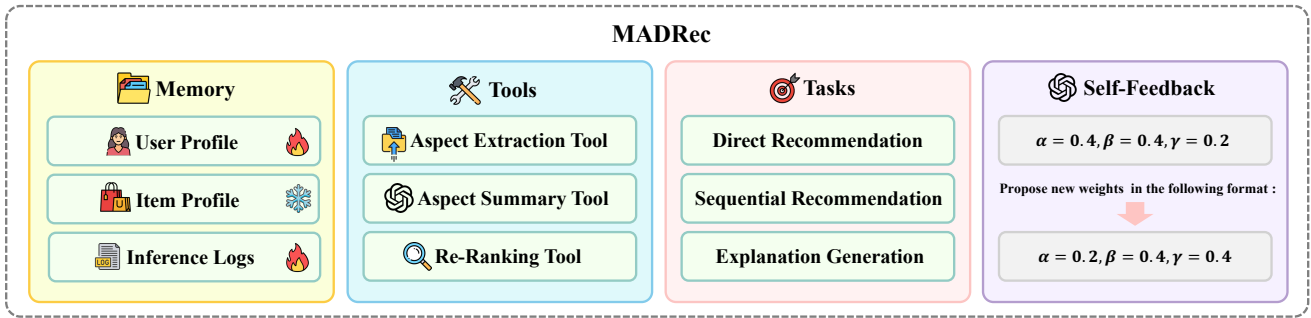 MADRec
Memory
User Profile
Item Profile
LOG
Inference Logs
Tools
Aspect Extraction Tool
Aspect Summary Tool
Re-Ranking Tool
Tasks
Direct Recommendation
Sequential Recommendation
Explanation Generation
Self-Feedback
α = 0.4, β = 0.4, γ = 0.2
Propose new weights in the following format :
α = 0.2, β = 0.4, γ = 0.4